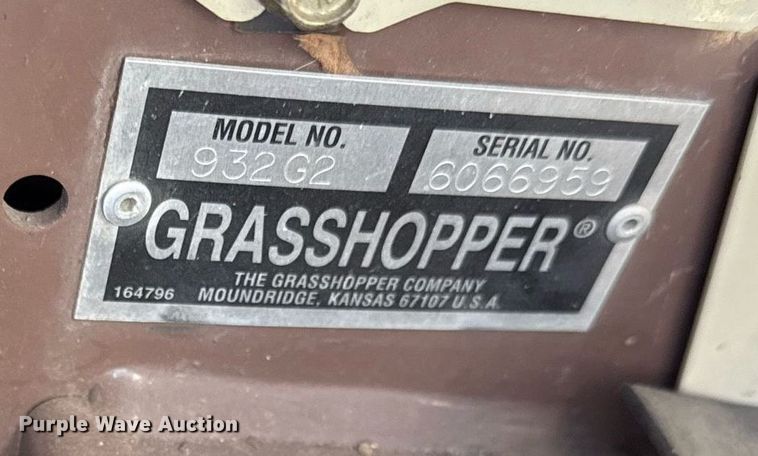 MODEL NO.
932G2
SERIAL NO.
6066959
GRASSHOPPER®
THE GRASSHOPPER COMPANY
164796 MOUNDRIDGE, KANSAS 67107 U.S.A.
Purple Wave Auction